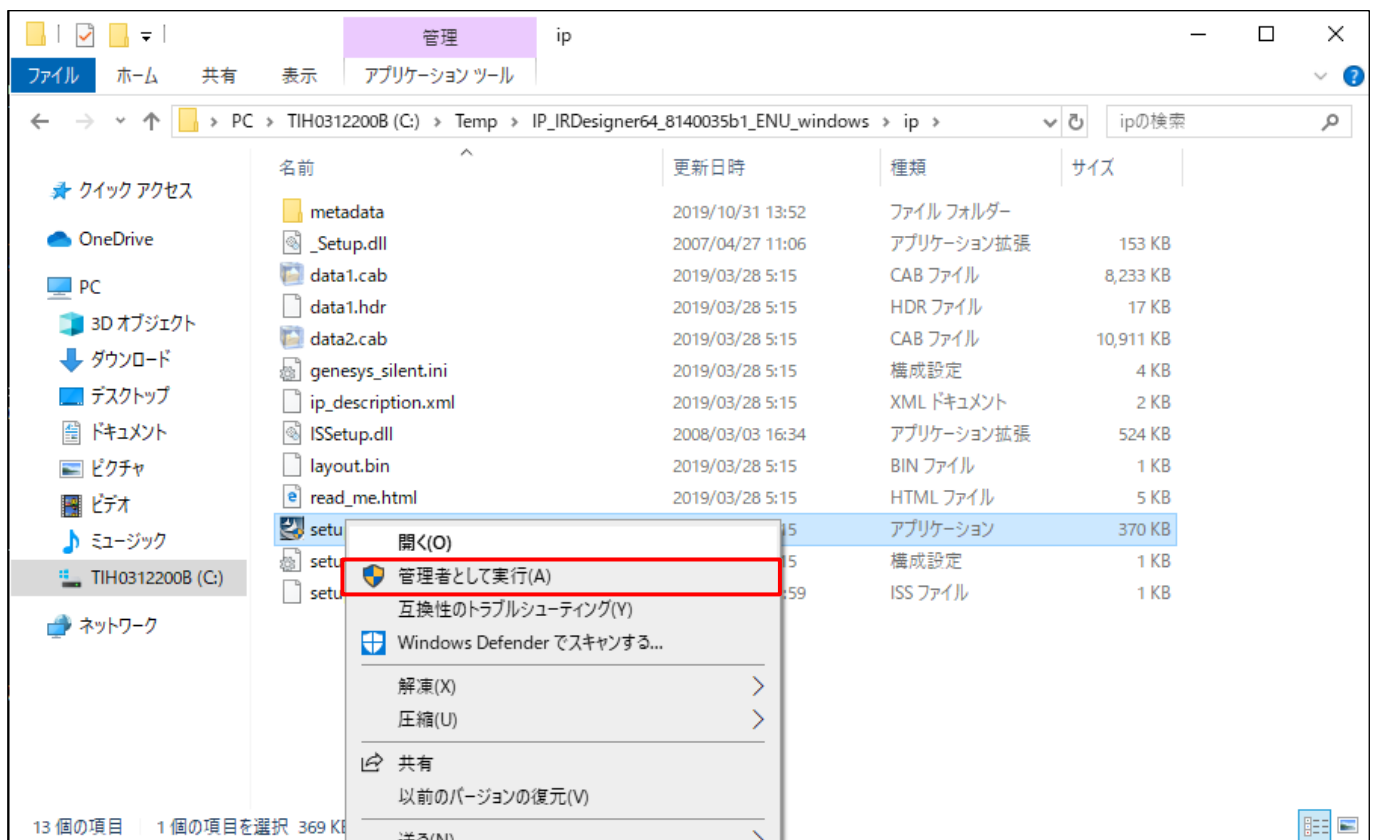 管理
ip
ファイル
ホーム
共有
表示
アプリケーション ツール
PC > TIH0312200B (C:) > Temp > IP_IRDesigner64_8140035b1_ENU_windows > ip >
ipの検索
名前
更新日時
種類
サイズ
クイック アクセス
OneDrive
PC
3D オブジェクト
ダウンロード
デスクトップ
ドキュメント
ピクチャ
ビデオ
ミュージック
TIH0312200B (C:)
ネットワーク
metadata 2019/10/31 13:52 ファイル フォルダー
_Setup.dll 2007/04/27 11:06 アプリケーション拡張 153 KB
data1.cab 2019/03/28 5:15 CAB ファイル 8,233 KB
data1.hdr 2019/03/28 5:15 HDR ファイル 17 KB
data2.cab 2019/03/28 5:15 CAB ファイル 10,911 KB
genesys_silent.ini 2019/03/28 5:15 構成設定 4 KB
ip_description.xml 2019/03/28 5:15 XML ドキュメント 2 KB
ISSetup.dll 2008/03/03 16:34 アプリケーション拡張 524 KB
layout.bin 2019/03/28 5:15 BIN ファイル 1 KB
read_me.html 2019/03/28 5:15 HTML ファイル 5 KB
setu 15 アプリケーション 370 KB
setu 15 構成設定 1 KB
setu :59 ISS ファイル 1 KB
開く(O)
管理者として実行(A)
互換性のトラブルシューティング(Y)
Windows Defender でスキャンする...
解凍(X)
圧縮(U)
共有
以前のバージョンの復元(V)
送る(N)
13 個の項目
1 個の項目を選択 369 KB